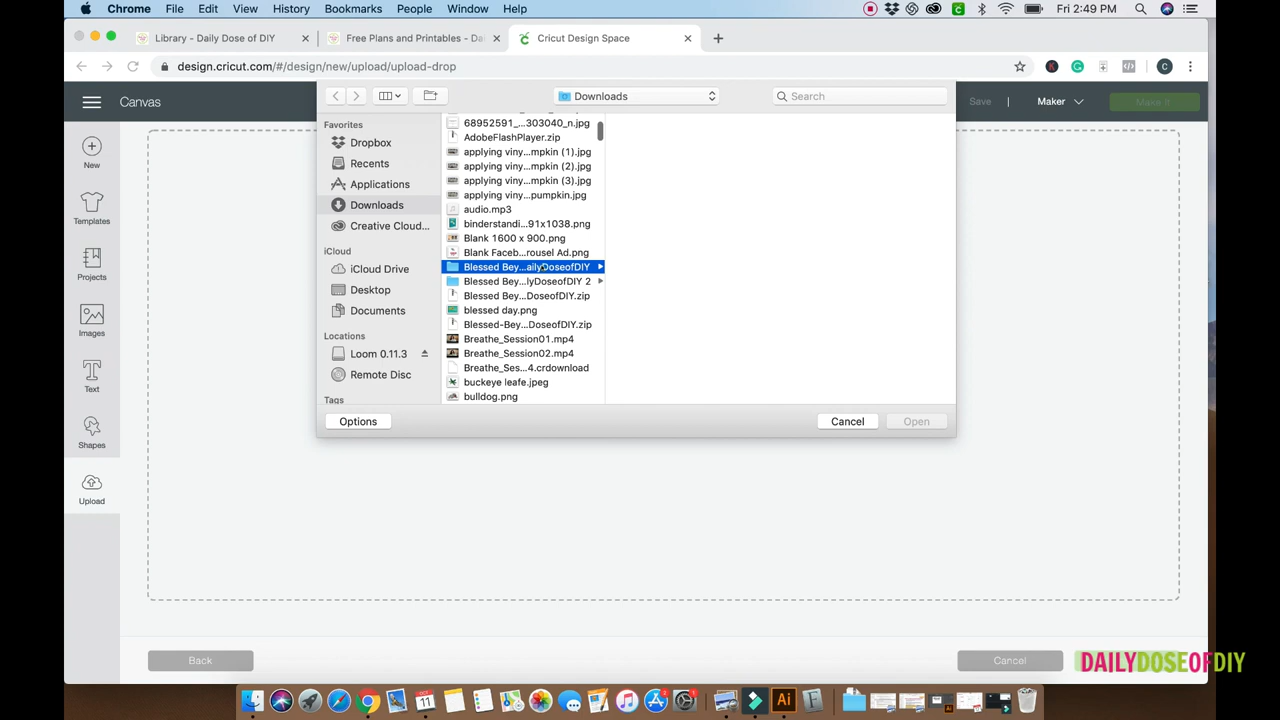 Chrome File Edit View History Bookmarks People Window Help Fri 2:49 PM
Library - Daily Dose of DIY Free Plans and Printables - Da Cricut Design Space
design.cricut.com/#/design/new/upload/upload-drop
Canvas Save | Maker Make it
Downloads Search
New
Templates
Projects
Images
Text
Shapes
Upload
Favorites
Dropbox
Recents
Applications
Downloads
Creative Cloud...
iCloud
iCloud Drive
Desktop
Documents
Locations
Loom 0.11.3
Remote Disc
Tags
68952591_...303040_n.jpg
AdobeFlashPlayer.zip
applying viny...mpkin (1).jpg
applying viny...mpkin (2).jpg
applying viny...mpkin (3).jpg
applying viny...pumpkin.jpg
audio.mp3
binderstandi...91x1038.png
Blank 1600 x 900.png
Blank Faceb...rousel Ad.png
Blessed Bey...ailyDoseofDIY
Blessed Bey...lyDoseofDIY 2
Blessed Bey...DoseofDIY.zip
blessed day.png
Blessed-Bey...DoseofDIY.zip
Breathe_Session01.mp4
Breathe_Session02.mp4
Breathe_Ses...4.crdownload
buckeye leafe.jpeg
bulldog.png
Options Cancel Open
Back Cancel
DAILYDOSEOFDIY